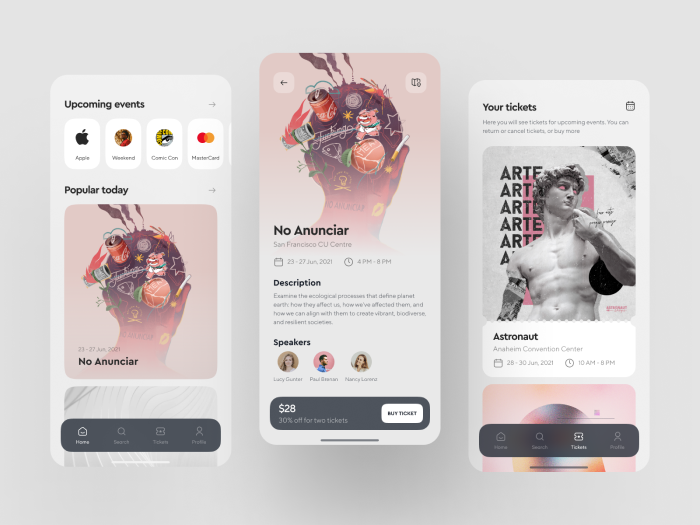 Upcoming events
Apple
Weekend
Comic Con
MasterCard
Popular today
23 - 27 Jun, 2021
No Anunciar
Home
Search
Tickets
Profile
No Anunciar
San Francisco CU Centre
23 - 27 Jun, 2021
4 PM - 8 PM
Description
Examine the ecological processes that define planet
earth: how they affect us, how we've affected them, and
how we can align with them to create vibrant, biodiverse,
and resilient societies.
Speakers
Lucy Gunter
Paul Brenan
Nancy Lorenz
$28
30% off for two tickets
BUY TICKET
Your tickets
Here you will see tickets for upcoming events. You can
return or cancel tickets, or buy more
ARTE
ARTE
ARTE
ARTE
ARTE
ARTE
Astronaut
Anaheim Convention Center
28 - 30 Jun, 2021
10 AM - 8 PM
Home
Search
Tickets
Profile